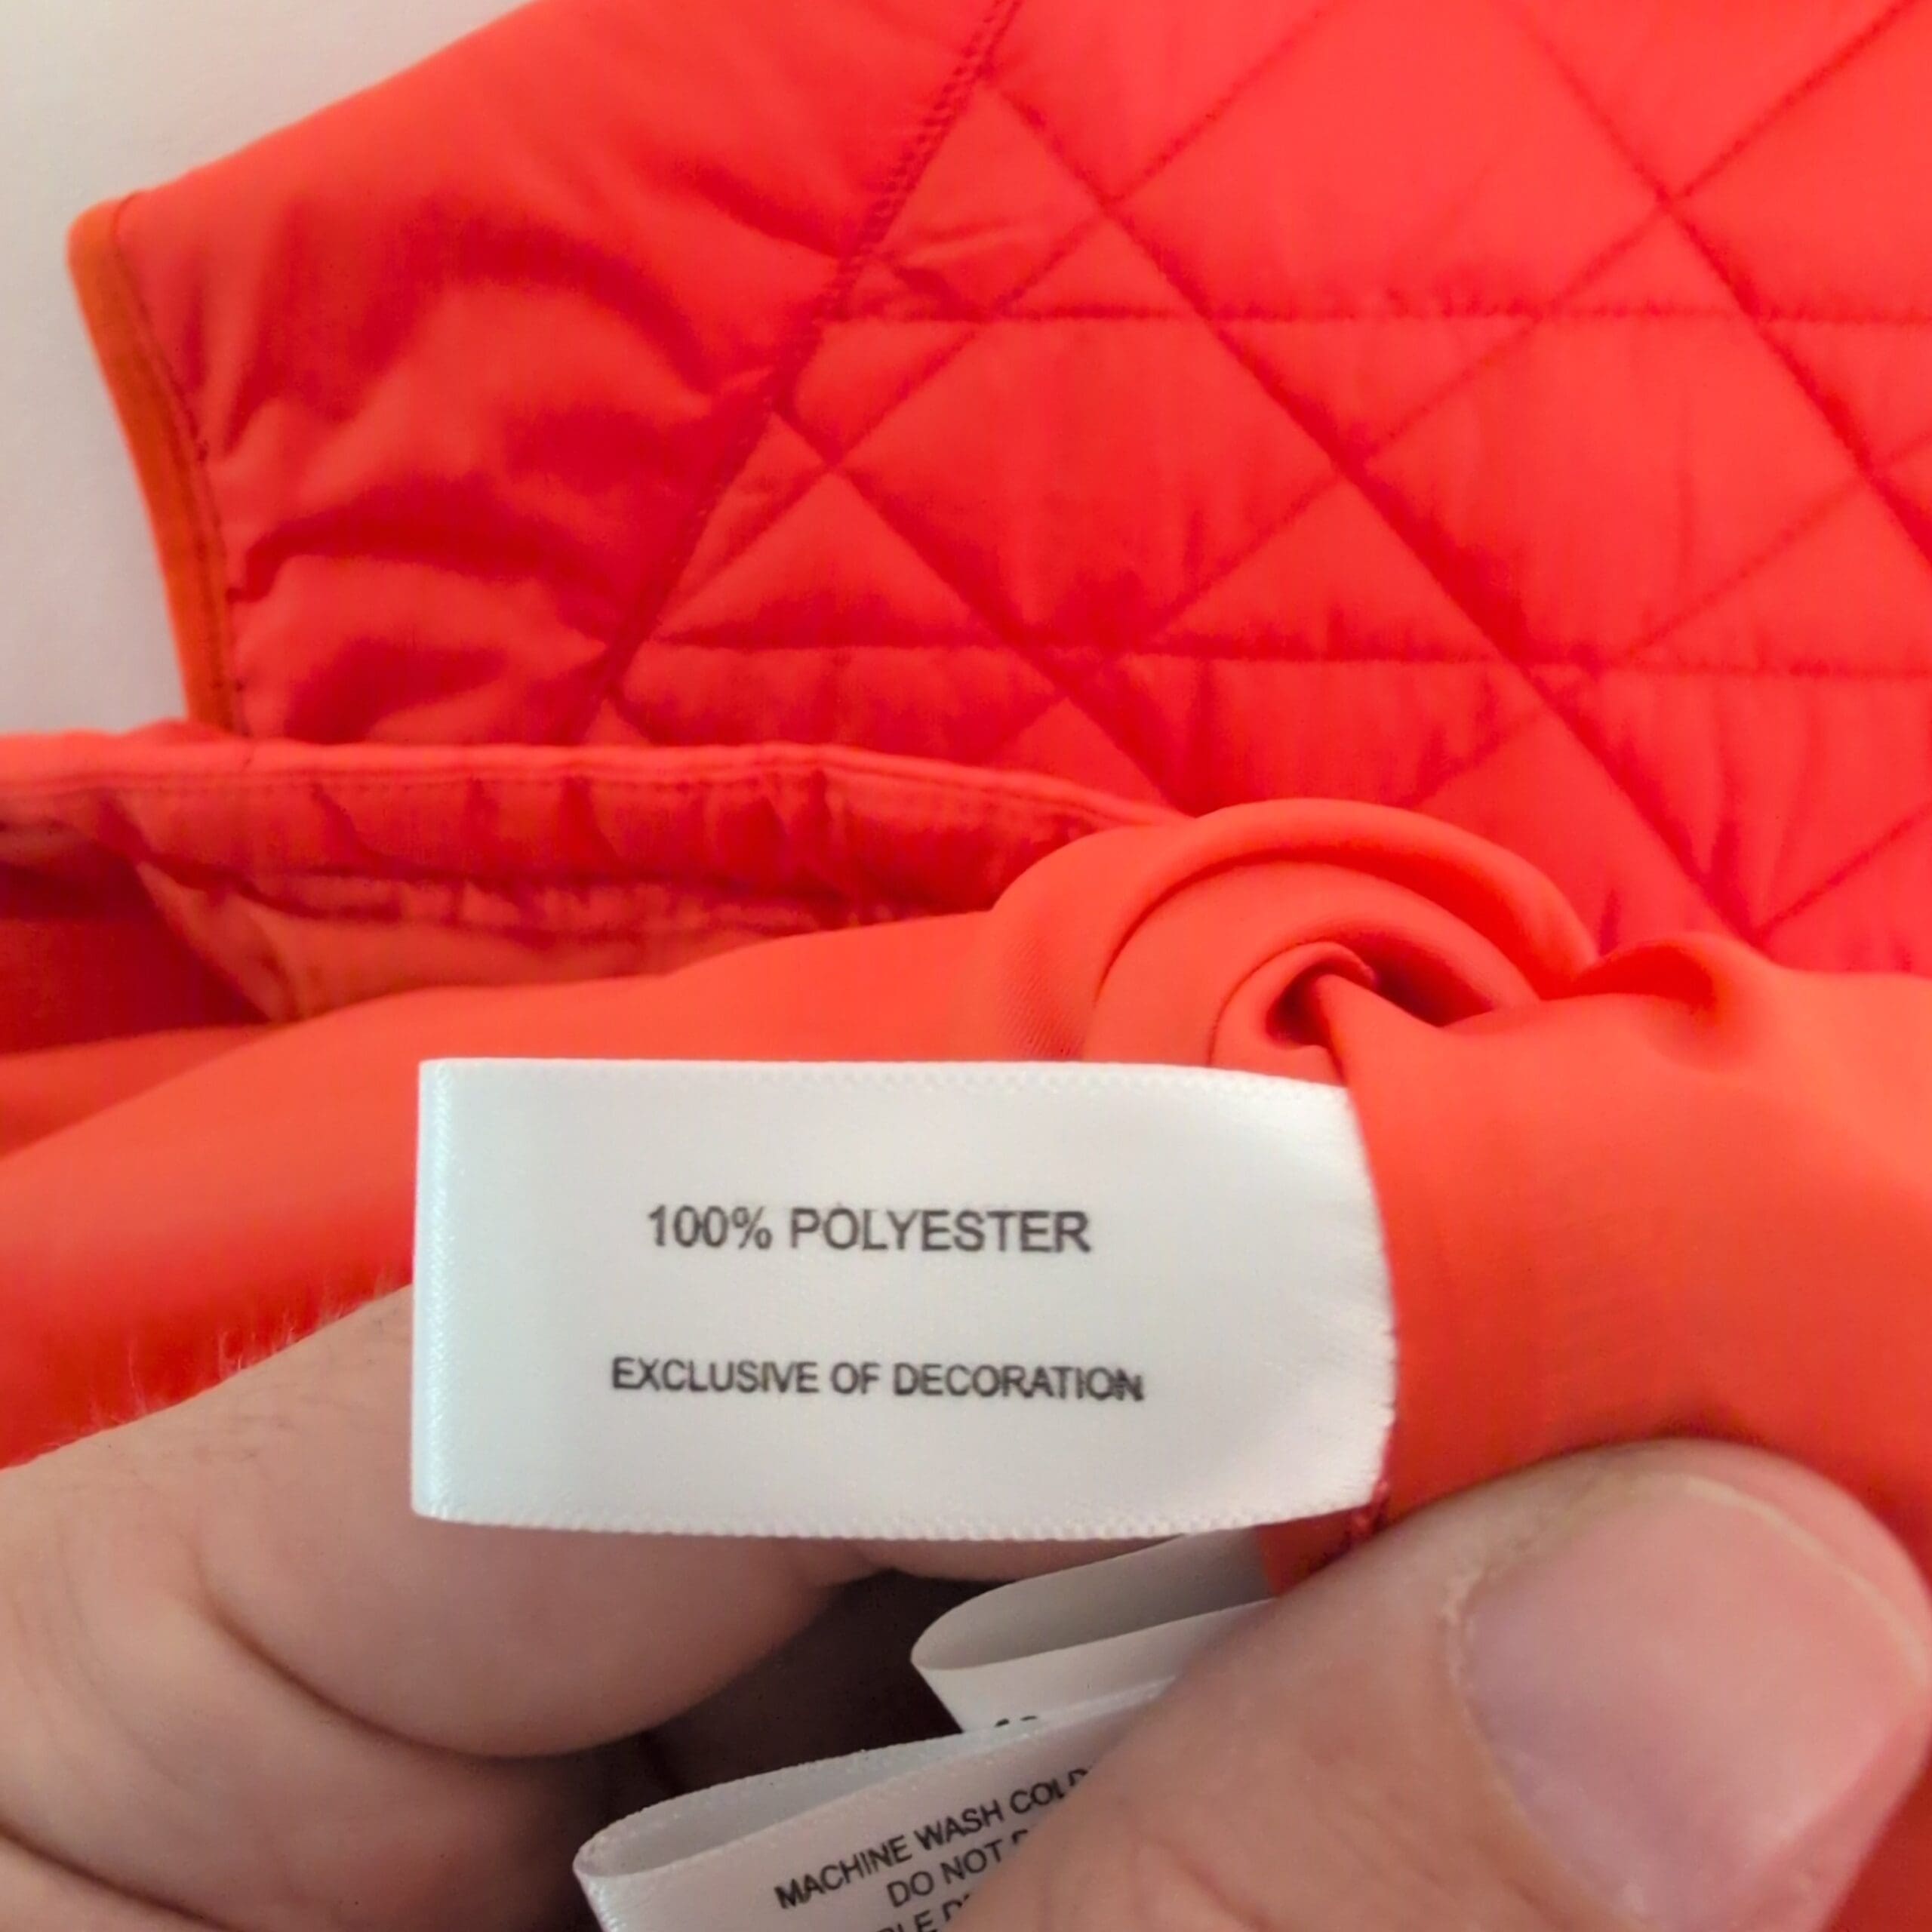 100% POLYESTER
EXCLUSIVE OF DECORATION
MACHINE WASH COLD
DO NOT